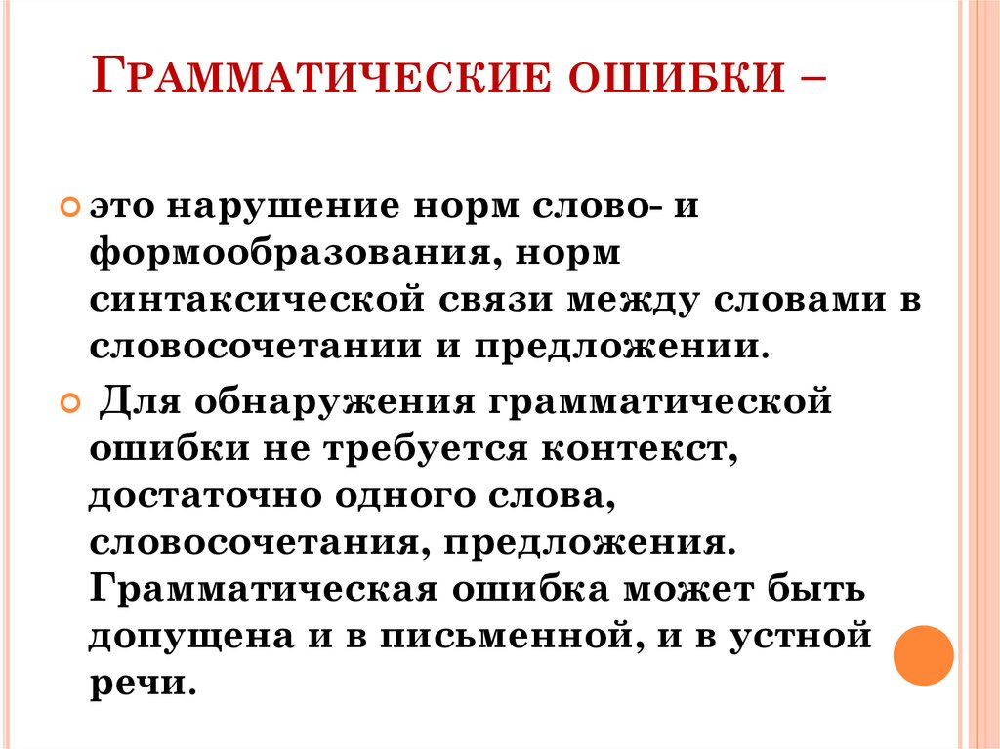 Грамматические ошибки –
это нарушение норм слово- и
формообразования, норм
синтаксической связи между словами в
словосочетании и предложении.
Для обнаружения грамматической
ошибки не требуется контекст,
достаточно одного слова,
словосочетания, предложения.
Грамматическая ошибка может быть
допущена и в письменной, и в устной
речи.